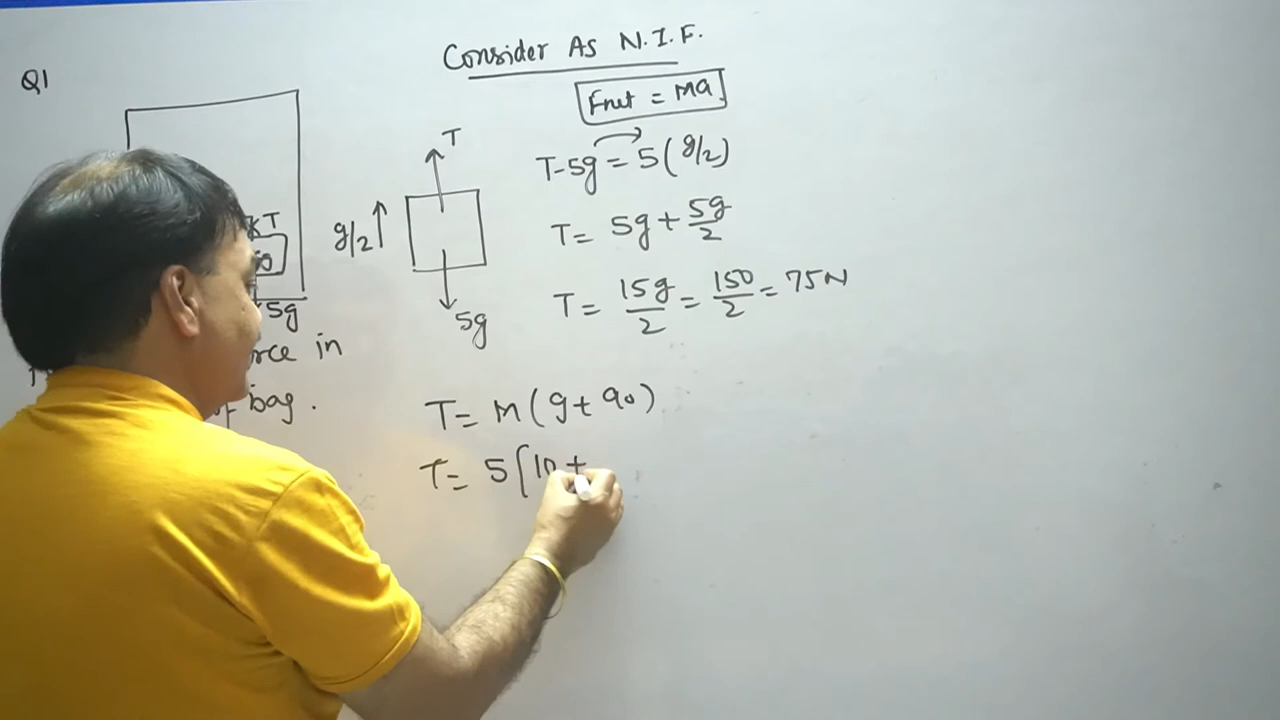 Consider As N.I.F.
Q1
Fnet = Ma
T
T-5g = 5(g/2)
T= 5g + 5g/2
g/2
T= 15g/2 = 150/2 = 75N
5g
T
5g
in
bag.
T= M(g+a0)
T= 5[10+